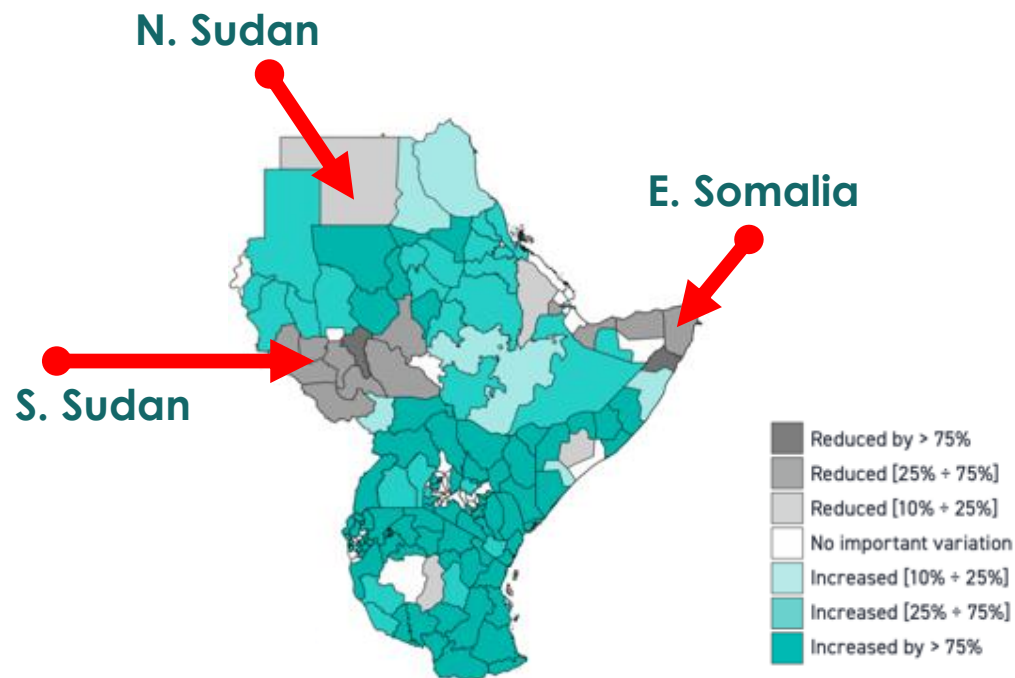 N. Sudan
E. Somalia
S. Sudan
Reduced by > 75%
Reduced [25% ÷ 75%]
Reduced [10% ÷ 25%]
No important variation
Increased [10% ÷ 25%]
Increased [25% ÷ 75%]
Increased by > 75%